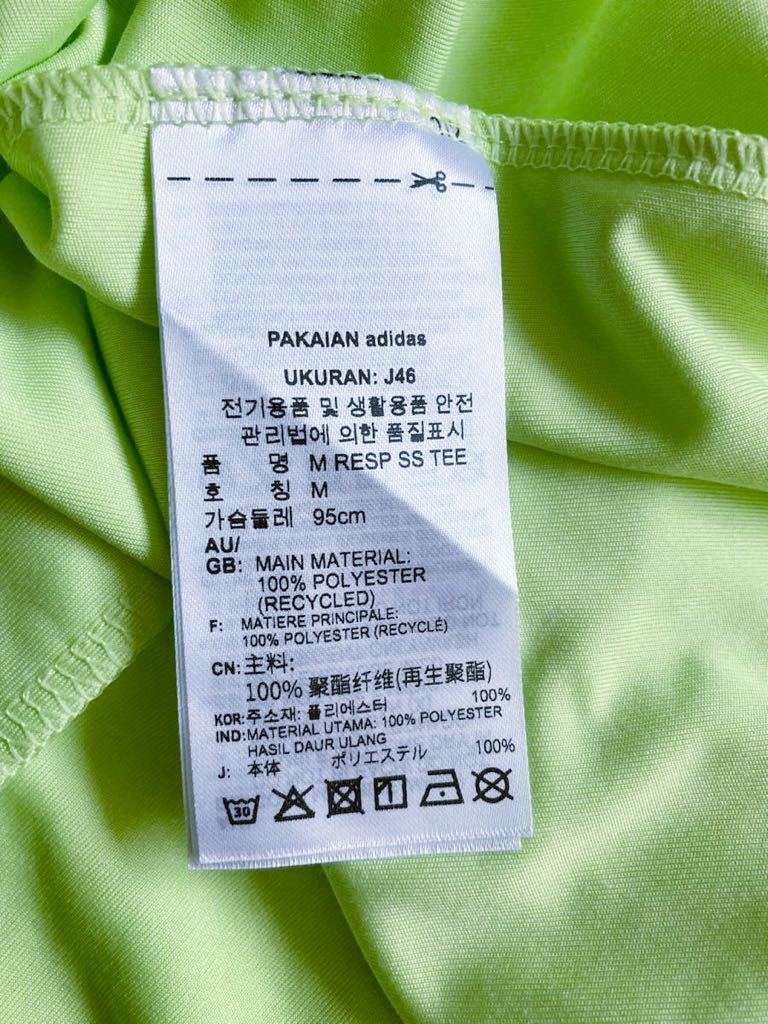 PAKAIAN adidas
UKURAN: J46
전기용품 및 생활용품 안전
관리법에 의한 품질표시
품 명 M RESP SS TEE
호 칭 M
가슴둘레 95cm
AU/
GB: MAIN MATERIAL:
100% POLYESTER
(RECYCLED)
F: MATIERE PRINCIPALE:
100% POLYESTER (RECYCLÉ)
CN: 主料:
100% 聚酯纤维(再生聚酯)
KOR: 주소재: 폴리에스터 100%
IND: MATERIAL UTAMA: 100% POLYESTER
HASIL DAUR ULANG
J: 本体 ポリエステル 100%
30